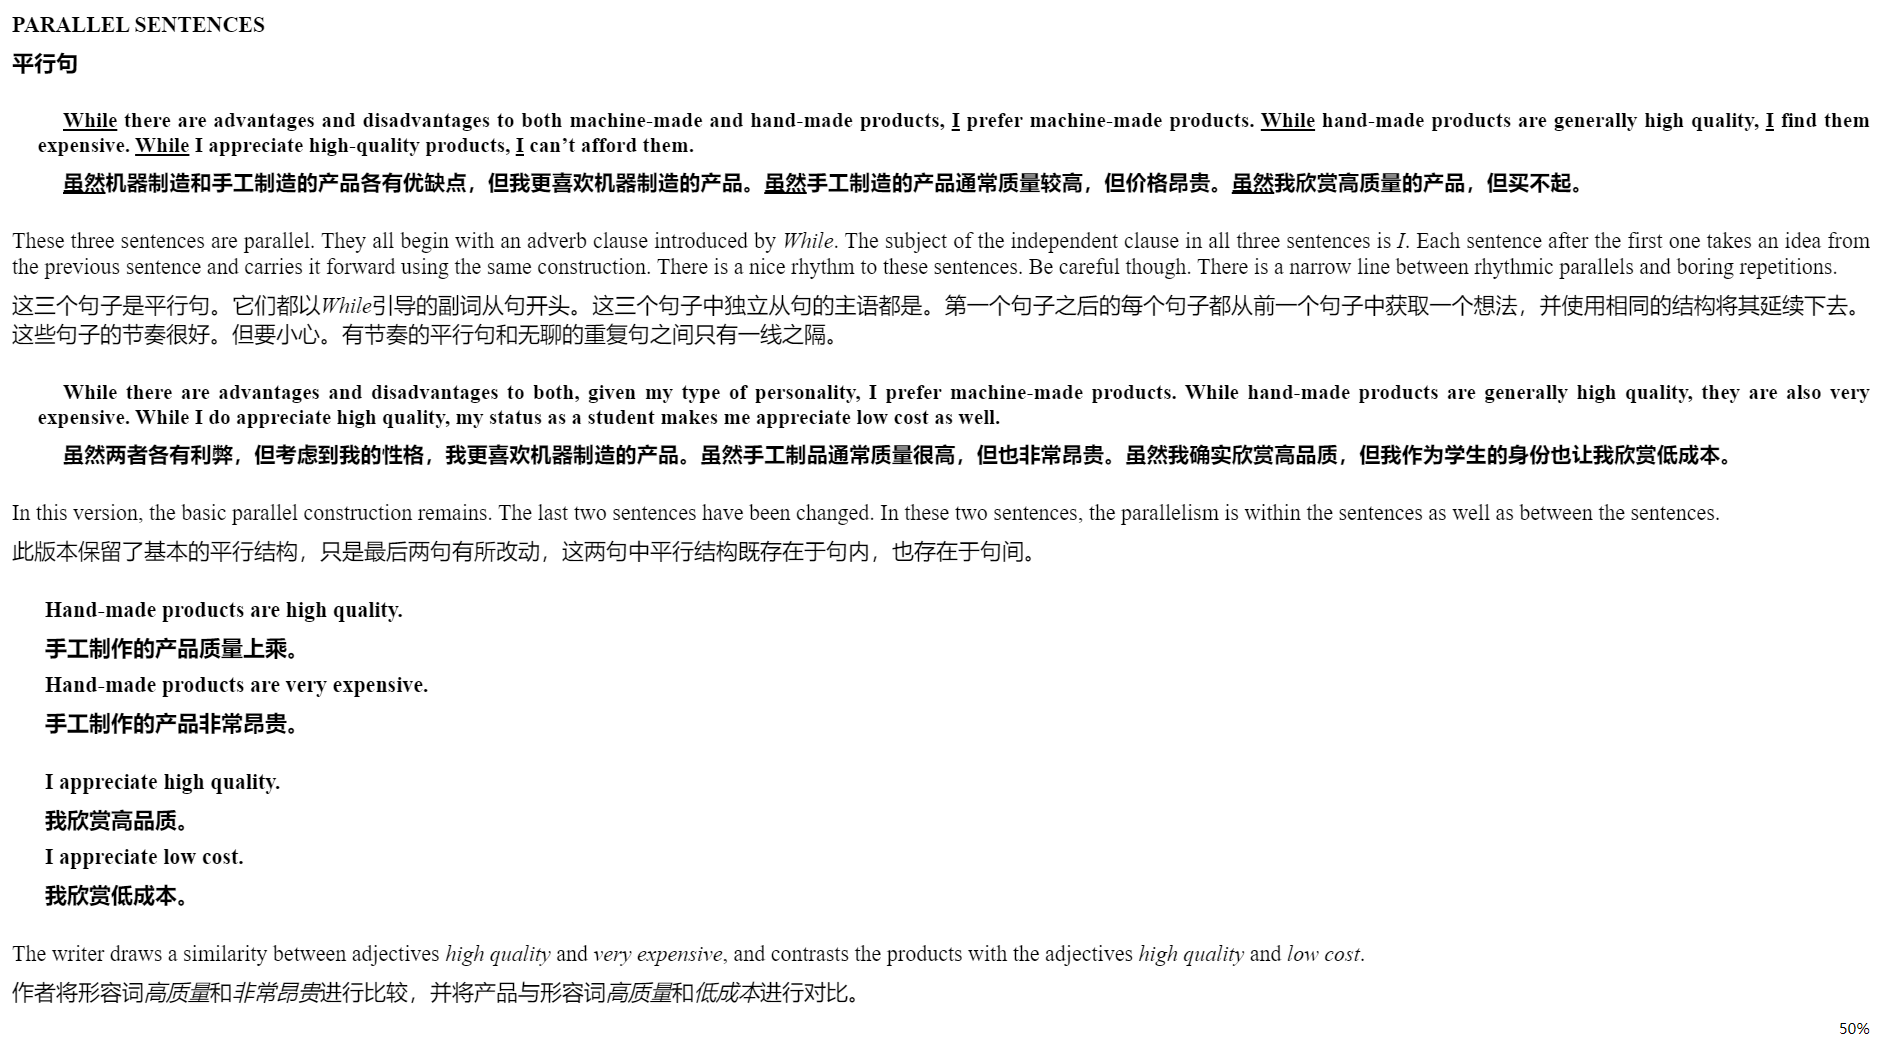 PARALLEL SENTENCES
平行句
While there are advantages and disadvantages to both machine-made and hand-made products, I prefer machine-made products. While hand-made products are generally high quality, I find them
expensive. While I appreciate high-quality products, I can’t afford them.
虽然机器制造和手工制造的产品各有优缺点，但我更喜欢机器制造的产品。虽然手工制造的产品通常质量较高，但价格昂贵。虽然我欣赏高质量的产品，但买不起。
These three sentences are parallel. They all begin with an adverb clause introduced by While. The subject of the independent clause in all three sentences is I. Each sentence after the first one takes an idea from
the previous sentence and carries it forward using the same construction. There is a nice rhythm to these sentences. Be careful though. There is a narrow line between rhythmic parallels and boring repetitions.
这三个句子是平行句。它们都以While引导的副词从句开头。这三个句子中独立从句的主语都是。第一个句子之后的每个句子都从前一个句子中获取一个想法，并使用相同的结构将其延续下去。
这些句子的节奏很好。但要小心。有节奏的平行句和无聊的重复句之间只有一线之隔。
While there are advantages and disadvantages to both, given my type of personality, I prefer machine-made products. While hand-made products are generally high quality, they are also very
expensive. While I do appreciate high quality, my status as a student makes me appreciate low cost as well.
虽然两者各有利弊，但考虑到我的性格，我更喜欢机器制造的产品。虽然手工制品通常质量很高，但也非常昂贵。虽然我确实欣赏高品质，但我作为学生的身份也让我欣赏低成本。
In this version, the basic parallel construction remains. The last two sentences have been changed. In these two sentences, the parallelism is within the sentences as well as between the sentences.
此版本保留了基本的平行结构，只是最后两句有所改动，这两句中平行结构既存在于句内，也存在于句间。
Hand-made products are high quality.
手工制作的产品质量上乘。
Hand-made products are very expensive.
手工制作的产品非常昂贵。
I appreciate high quality.
我欣赏高品质。
I appreciate low cost.
我欣赏低成本。
The writer draws a similarity between adjectives high quality and very expensive, and contrasts the products with the adjectives high quality and low cost.
作者将形容词高质量和非常昂贵进行比较，并将产品与形容词高质量和低成本进行对比。
50%